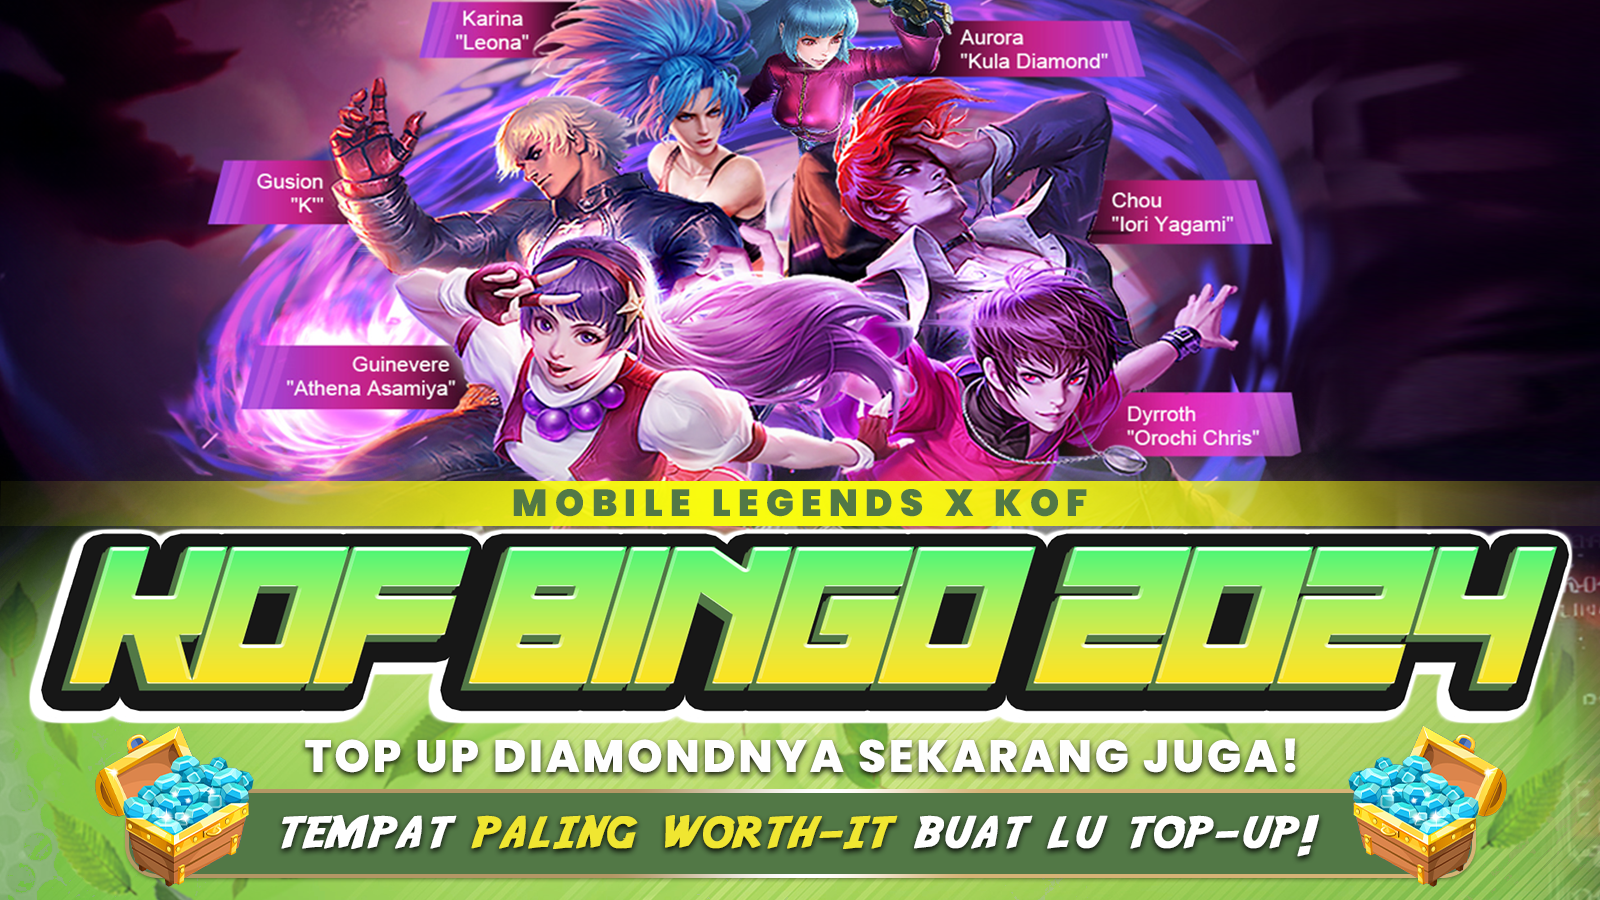 Karina
"Leona"
Aurora
"Kula Diamond"
Gusion
"K'"
Chou
"Iori Yagami"
Guinevere
"Athena Asamiya"
Dyrroth
"Orochi Chris"
MOBILE LEGENDS X KOF
KOF BINGO 2024
TOP UP DIAMONDNYA SEKARANG JUGA!
TEMPAT PALING WORTH-IT BUAT LU TOP-UP!